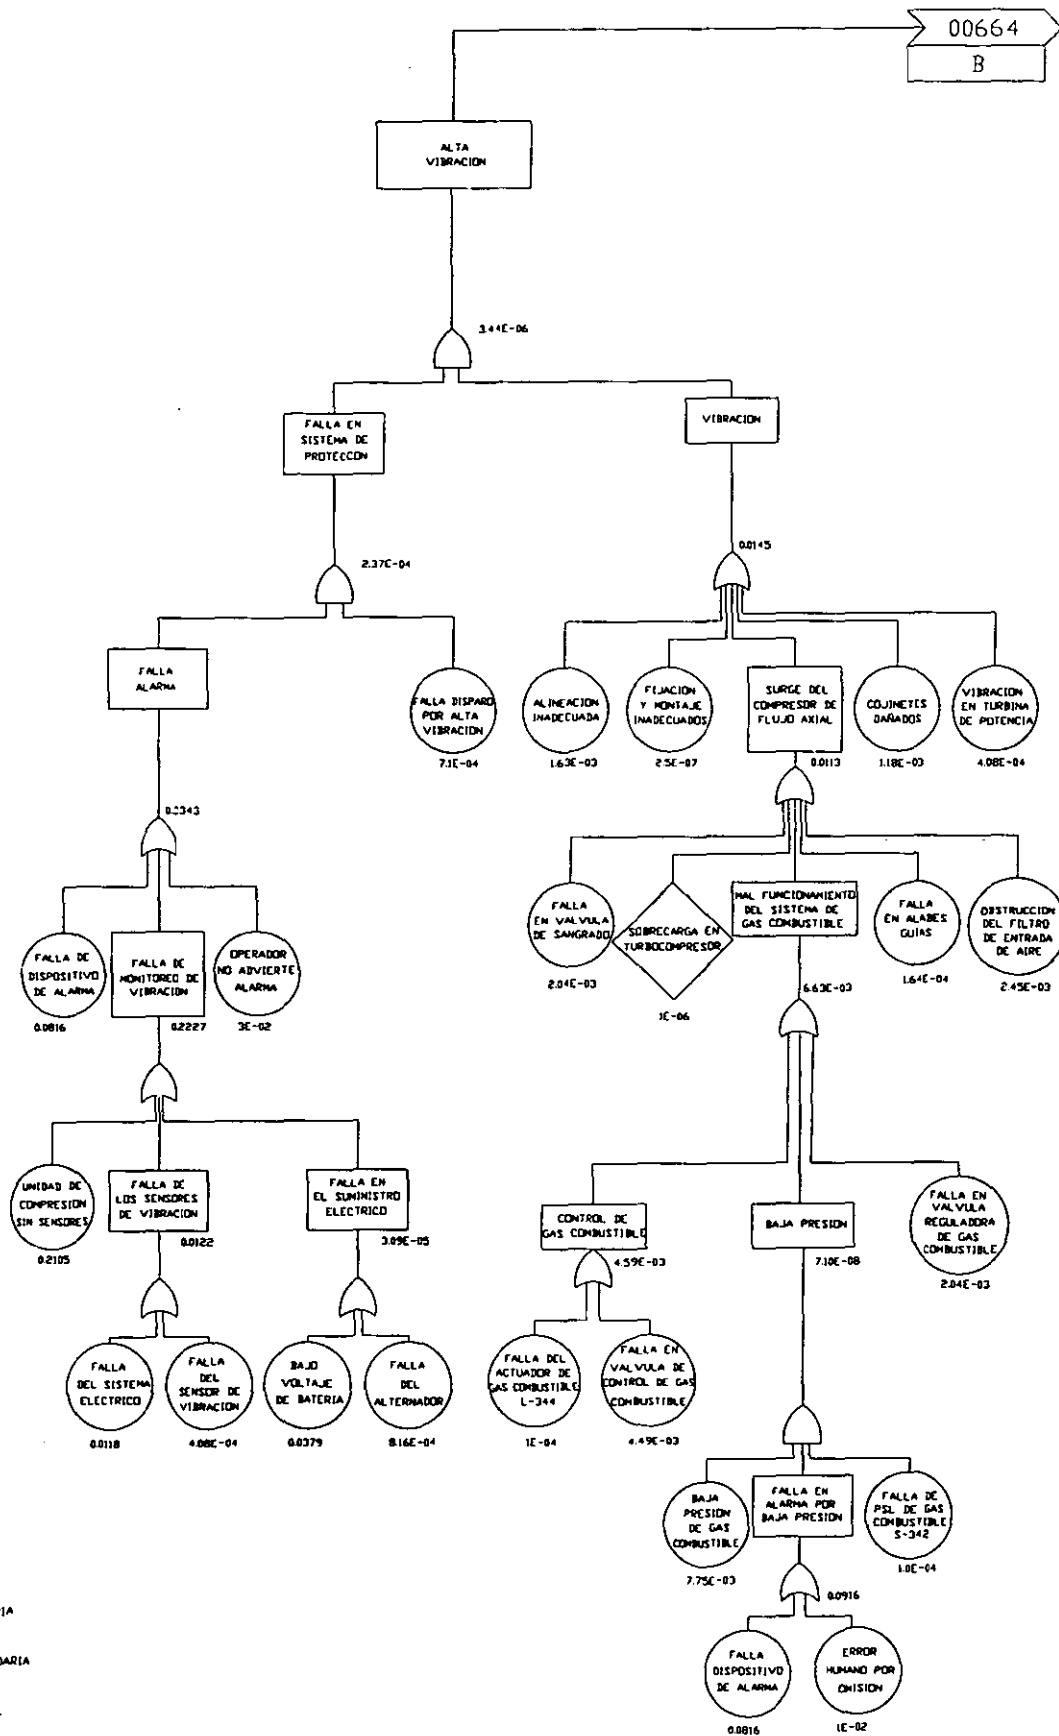 00664
B
ALTA
VIBRACION
3.44E-06
FALLA EN
SISTEMA DE
PROTECCON
VIBRACION
2.37E-04
0.0145
FALLA
ALARMA
FALLA DISPARO
POR ALTA
VIBRACION
7.1E-04
ALINEACION
INADECUADA
1.63E-03
FIJACION
Y MONTAJE
INADECUADOS
2.5E-07
SURGE DEL
COMPRESOR DE
FLUJO AXIAL
0.0113
COJINETES
DAÑADOS
1.18E-03
VIBRACION
EN TURBINA
DE POTENCIA
4.08E-04
FALLA DE
DISPOSITIVO
DE ALARMA
0.0816
FALLA DE
MONITOREO DE
VIBRACION
0.2227
OPERADOR
NO ADVIERTE
ALARMA
3E-02
FALLA
EN VALVULA
DE SANGRADO
2.04E-03
SOBRECARGA EN
TURBOCOMPRESOR
1E-06
MAL FUNCIONAMIENTO
DEL SISTEMA DE
GAS COMBUSTIBLE
6.63E-03
FALLA
EN ALABES
GUIAS
1.64E-04
OBSTRUCCION
DEL FILTRO
DE ENTRADA
DE AIRE
2.45E-03
UNIDAD DE
COMPRESION
SIN SENSORES
0.2105
FALLA DE
LOS SENSORES
DE VIBRACION
0.0122
FALLA EN
EL SUMINISTRO
ELECTRICO
3.09E-05
CONTROL DE
GAS COMBUSTIBLE
4.59E-03
BAJA PRESION
7.10E-08
FALLA EN
VALVULA
REGULADORA
DE GAS
COMBUSTIBLE
2.04E-03
FALLA
DEL SISTEMA
ELECTRICO
0.0118
FALLA
DEL
SENSOR DE
VIBRACION
4.08E-04
BAJO
VOLTAJE
DE BATERIA
0.0379
FALLA
DEL
ALTERNADOR
8.16E-04
FALLA DEL
ACTUADOR DE
GAS COMBUSTIBLE
L-344
1E-04
FALLA EN
VALVULA DE
CONTROL DE GAS
COMBUSTIBLE
4.49E-03
BAJA
PRESION
DE GAS
COMBUSTIBLE
7.75E-03
FALLA EN
ALARMA POR
BAJA PRESION
0.0916
FALLA DE
PSL DE GAS
COMBUSTIBLE
S-342
1.0E-04
FALLA
DISPOSITIVO
DE ALARMA
0.0816
ERROR
HUMANO POR
OMISION
1E-02